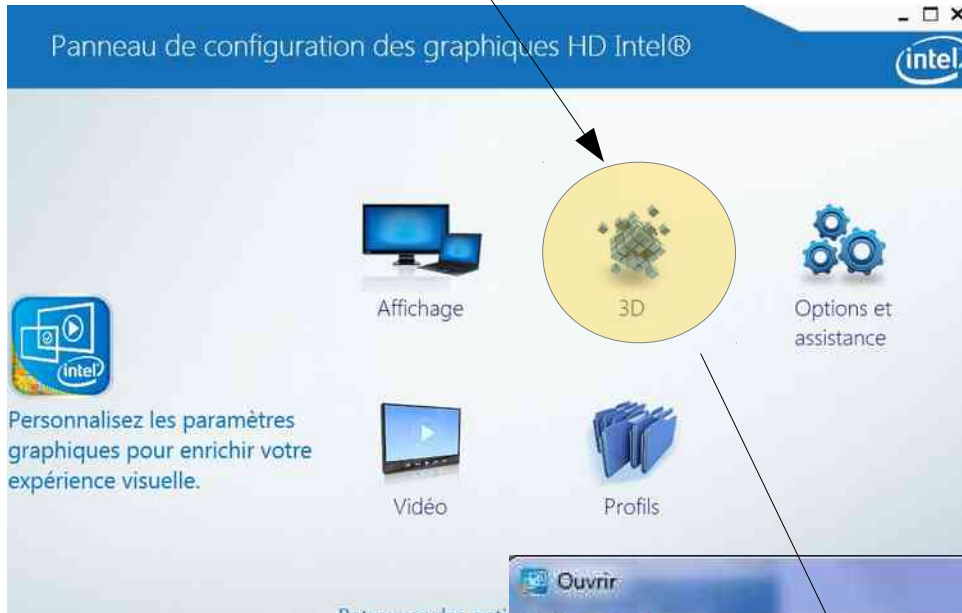 Panneau de configuration des graphiques HD Intel®
intel
Affichage
3D
Options et
assistance
intel
Personnalisez les paramètres
graphiques pour enrichir votre
expérience visuelle.
Vidéo
Profils
Ouvrir